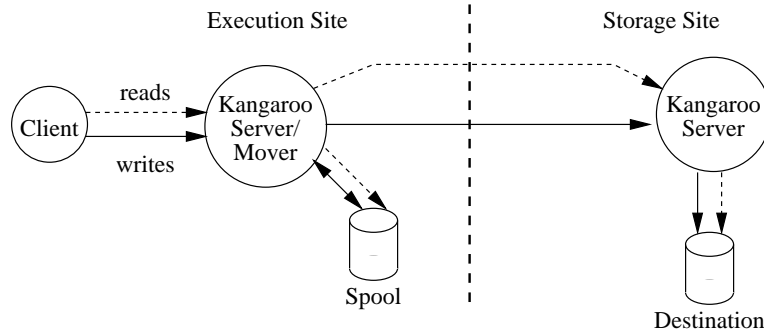 Execution Site
Storage Site
reads
Client
writes
Kangaroo
Server/
Mover
Kangaroo
Server
Spool
Destination